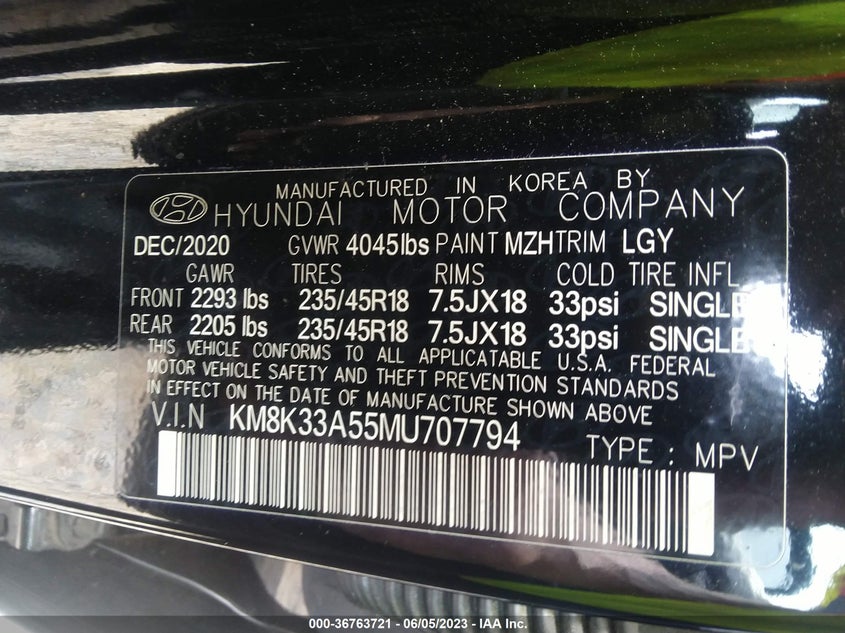 MANUFACTURED IN KOREA BY
HYUNDAI MOTOR COMPANY
DEC/2020 GVWR 4045lbs PAINT MZH TRIM LGY
GAWR TIRES RIMS COLD TIRE INFL
FRONT 2293 lbs 235/45R18 7.5JX18 33psi SINGLE
REAR 2205 lbs 235/45R18 7.5JX18 33psi SINGLE
THIS VEHICLE CONFORMS TO ALL APPLICATABLE U.S.A. FEDERAL
MOTOR VEHICLE SAFETY AND THEFT PREVENTION STANDARDS
IN EFFECT ON THE DATE OF MANUFACTURE SHOWN ABOVE
V.I.N KM8K33A55MU707794
TYPE : MPV
000-36763721 - 06/05/2023 - IAA Inc.